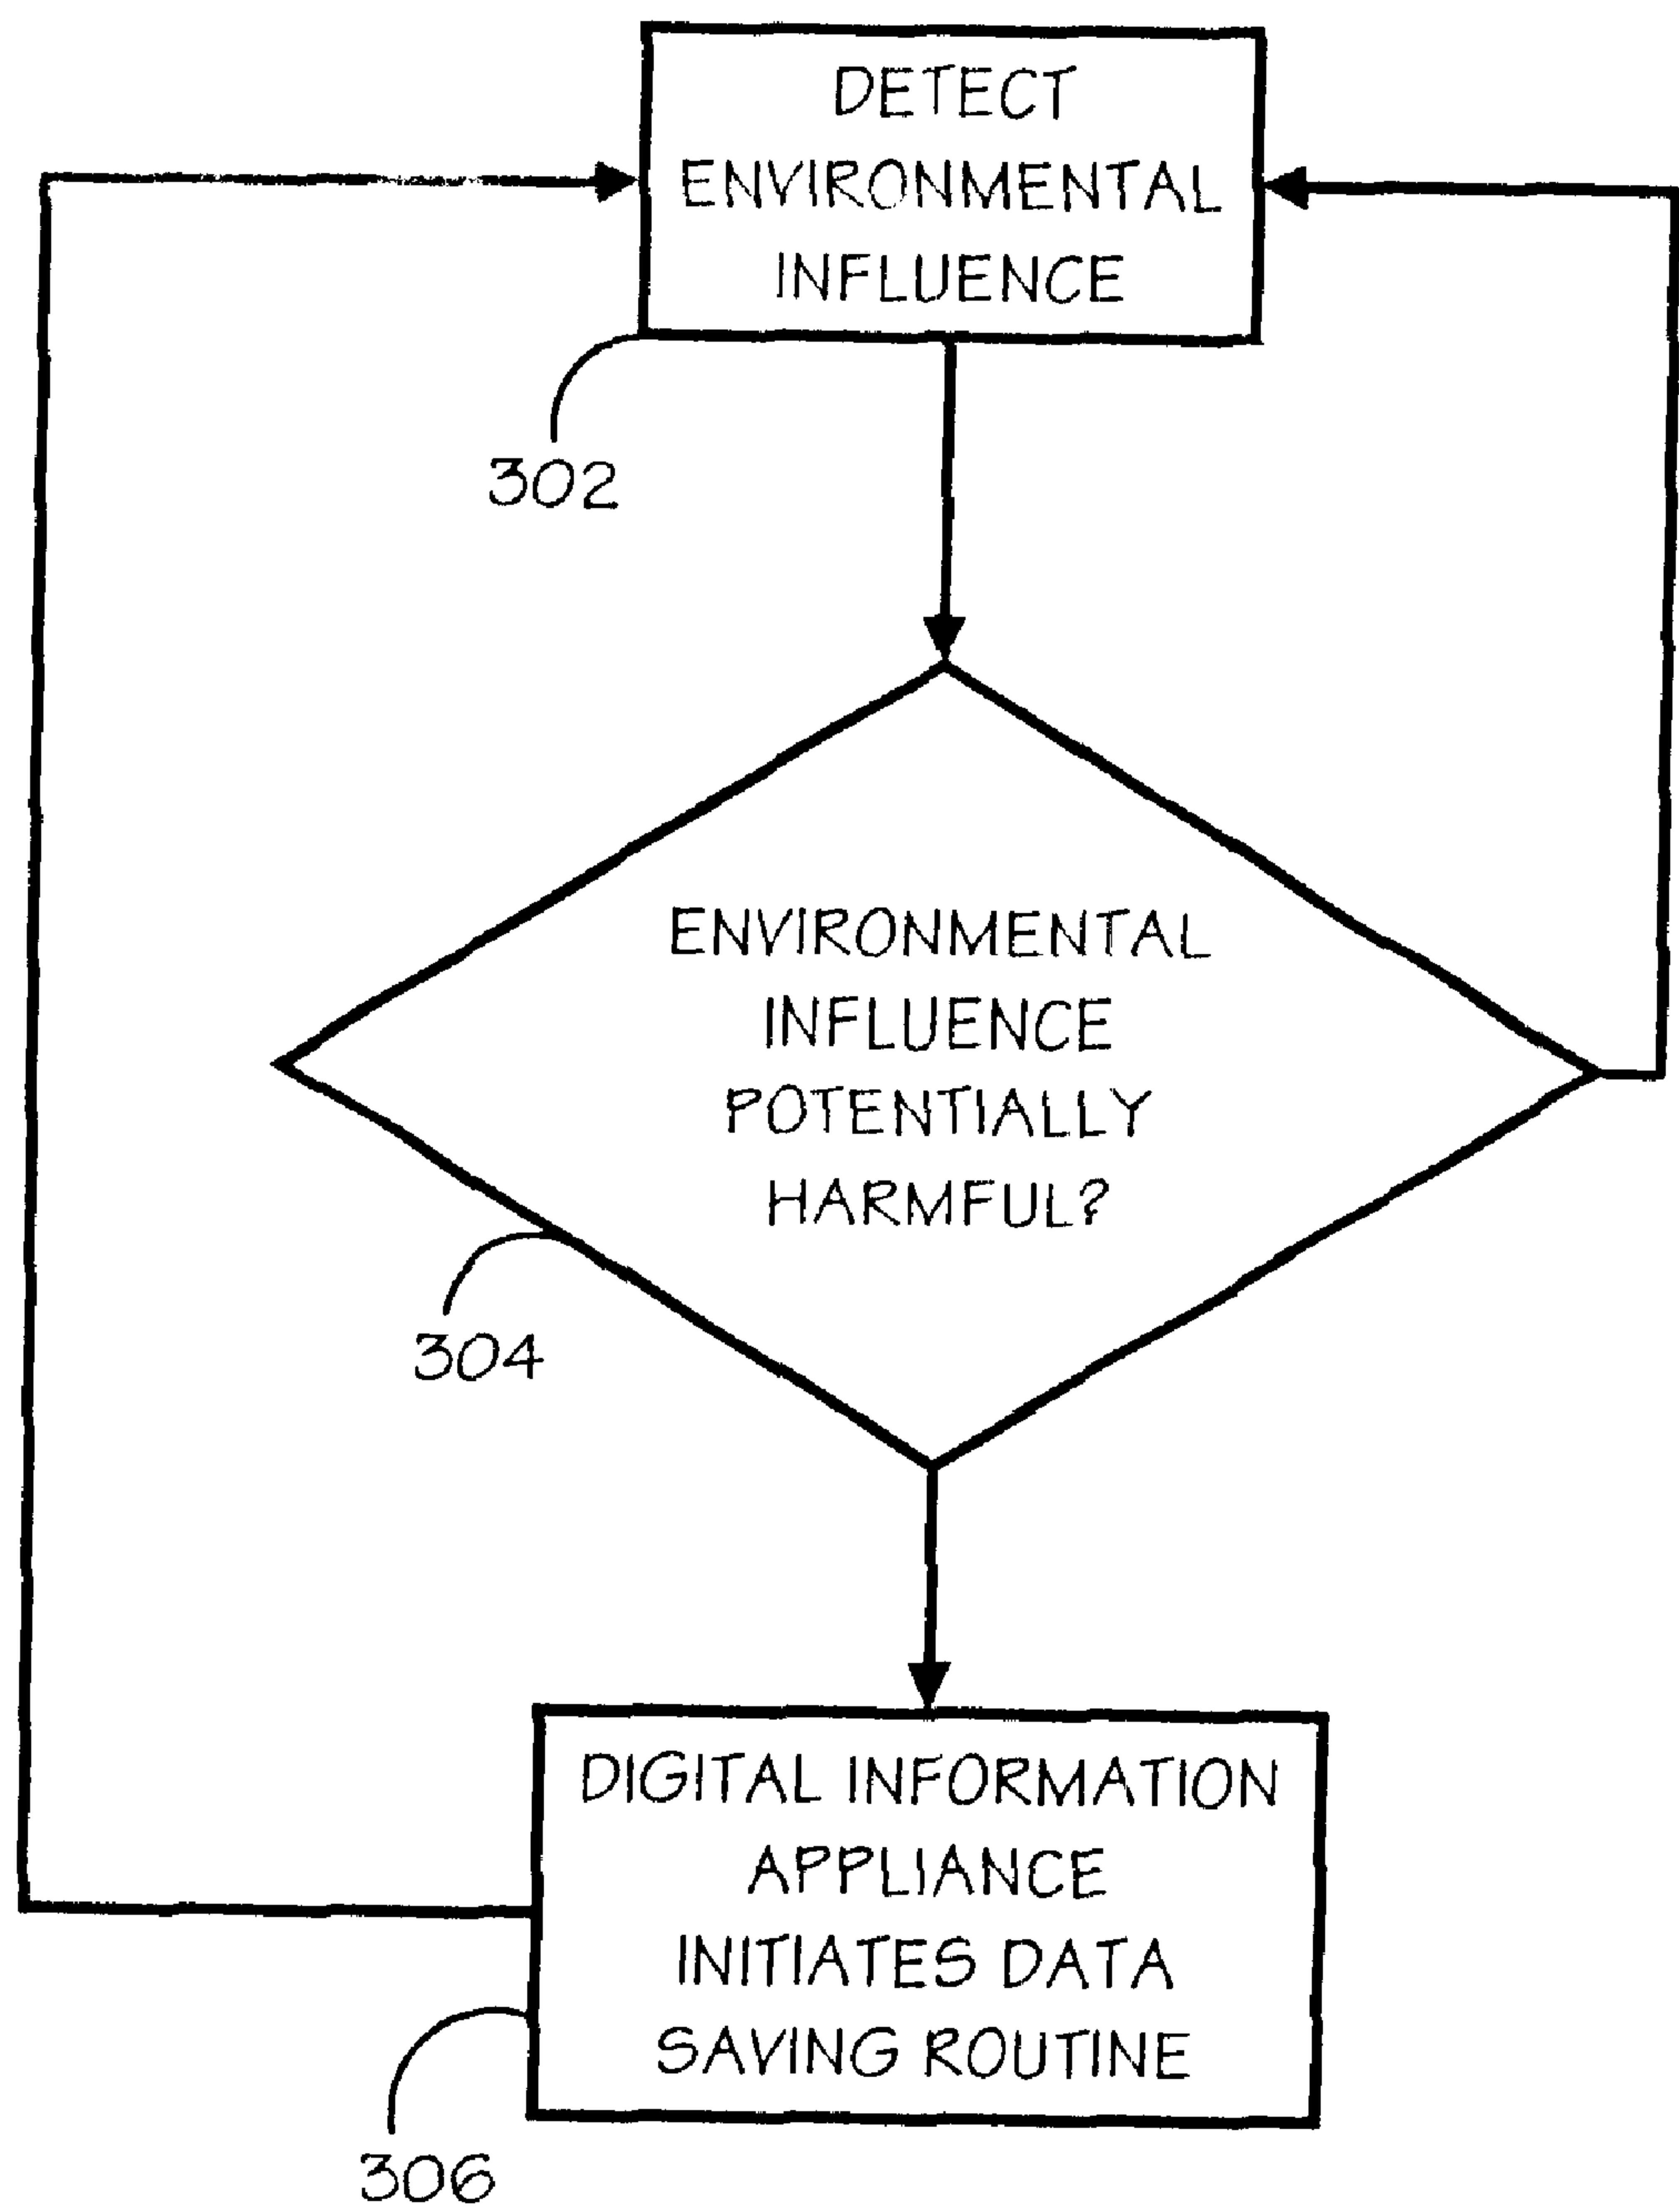 DETECT
ENVIRONMENTAL
INFLUENCE
302
ENVIRONMENTAL
INFLUENCE
POTENTIALLY
HARMFUL?
304
DIGITAL INFORMATION
APPLIANCE
INITIATES DATA
SAVING ROUTINE
306